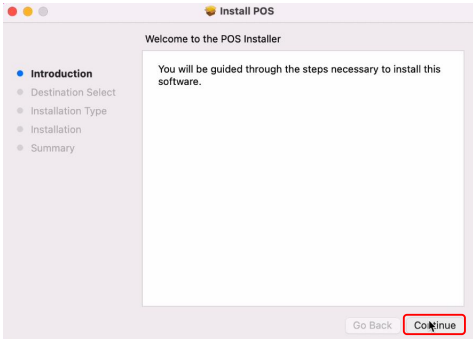 Install POS
Welcome to the POS Installer
Introduction
Destination Select
Installation Type
Installation
Summary
You will be guided through the steps necessary to install this
software.
Go Back
Continue